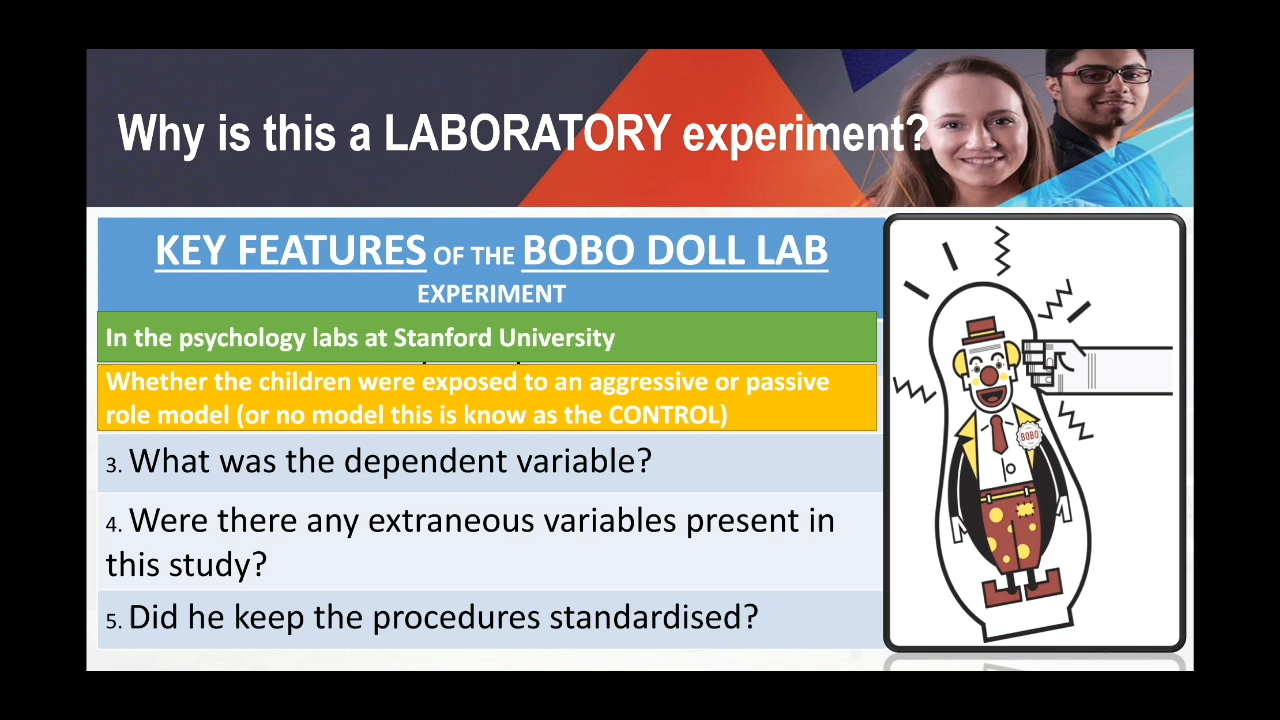 Why is this a LABORATORY experiment?
KEY FEATURES OF THE BOBO DOLL LAB
EXPERIMENT
In the psychology labs at Stanford University
Whether the children were exposed to an aggressive or passive
role model (or no model this is know as the CONTROL)
3. What was the dependent variable?
4. Were there any extraneous variables present in
this study?
5. Did he keep the procedures standardised?
BOBO